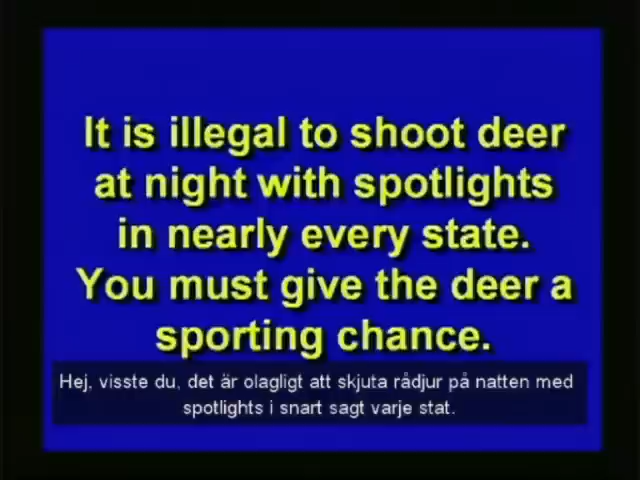 It is illegal to shoot deer
at night with spotlights
in nearly every state.
You must give the deer a
sporting chance.
Hej, visste du, det är olagligt att skjuta rådjur på natten med
spotlights i snart sagt varje stat.